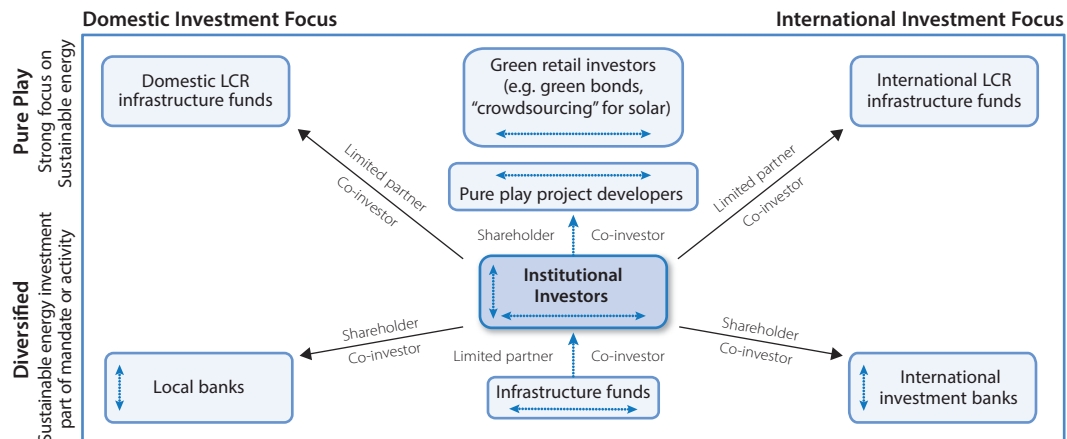 Domestic Investment Focus
International Investment Focus
Pure Play
Strong focus on
Sustainable energy
Domestic LCR
infrastructure funds
Green retail investors
(e.g. green bonds,
“crowdsourcing” for solar)
International LCR
infrastructure funds
Limited partner
Co-investor
Pure play project developers
Limited partner
Co-investor
Shareholder
Co-investor
Diversified
Sustainable energy investment
part of mandate or activity
Institutional
Investors
Shareholder
Co-investor
Limited partner
Co-investor
Shareholder
Co-investor
Local banks
Infrastructure funds
International
investment banks